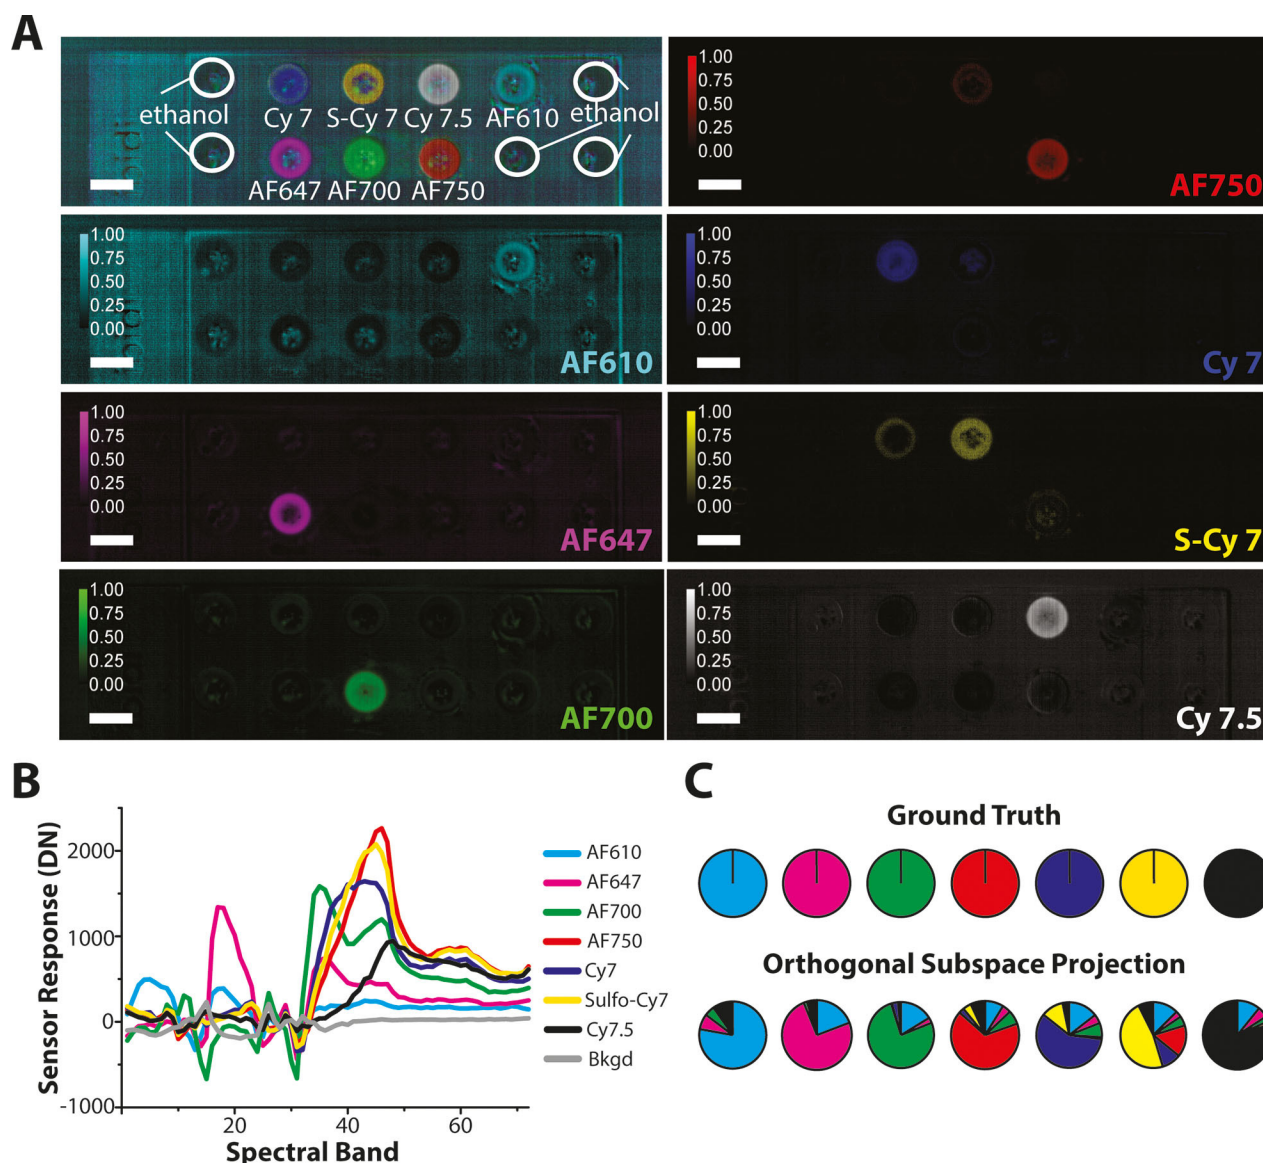 A
ethanol
Cy 7
S-Cy 7
Cy 7.5
AF610
ethanol
AF647
AF700
AF750
1.00
0.75
0.50
0.25
0.00
AF750
1.00
0.75
0.50
0.25
0.00
AF610
1.00
0.75
0.50
0.25
0.00
Cy 7
1.00
0.75
0.50
0.25
0.00
AF647
1.00
0.75
0.50
0.25
0.00
S-Cy 7
1.00
0.75
0.50
0.25
0.00
AF700
1.00
0.75
0.50
0.25
0.00
Cy 7.5
B
Sensor Response (DN)
2000
1000
0
-1000
20
40
60
Spectral Band
AF610
AF647
AF700
AF750
Cy7
Sulfo-Cy7
Cy7.5
Bkgd
C
Ground Truth
Orthogonal Subspace Projection